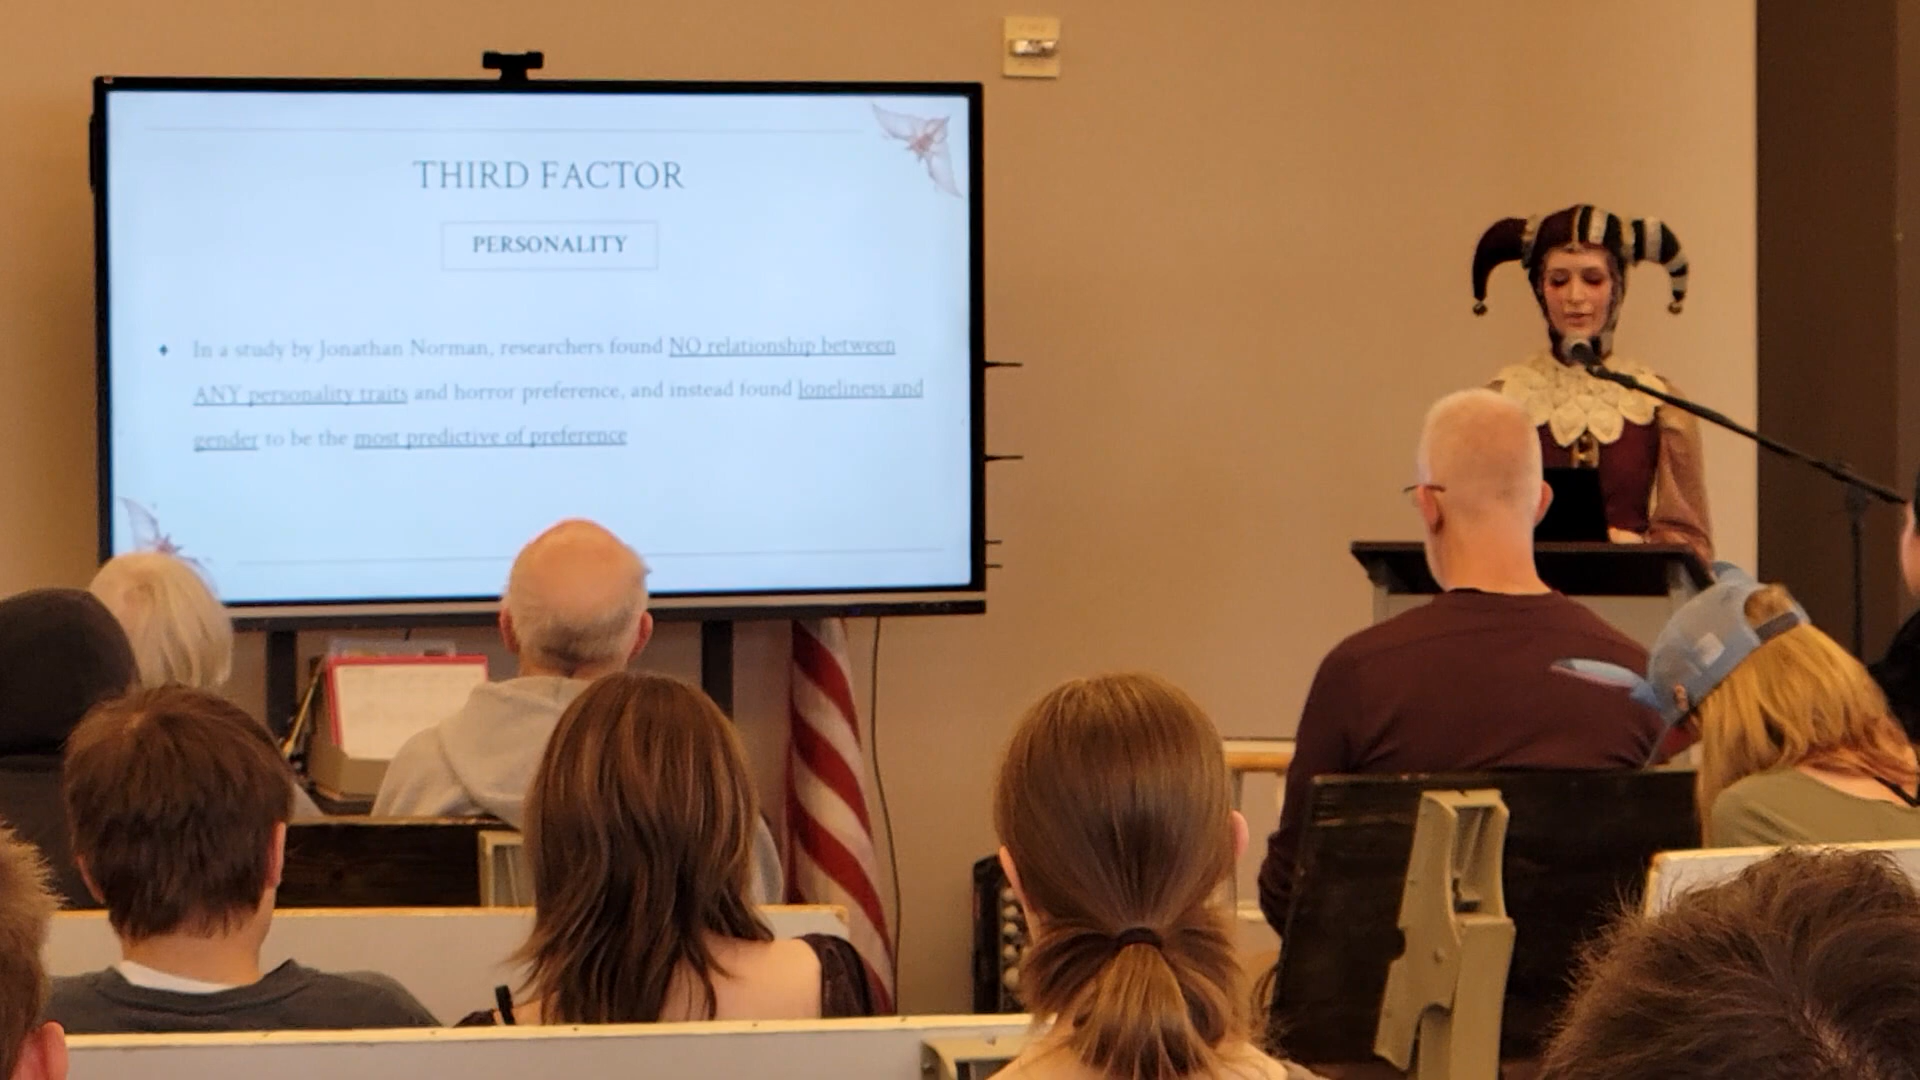 THIRD FACTOR
PERSONALITY
♦ In a study by Jonathan Norman, researchers found NO relationship between
ANY personality traits and horror preference, and instead found loneliness and
gender to be the most predictive of preference